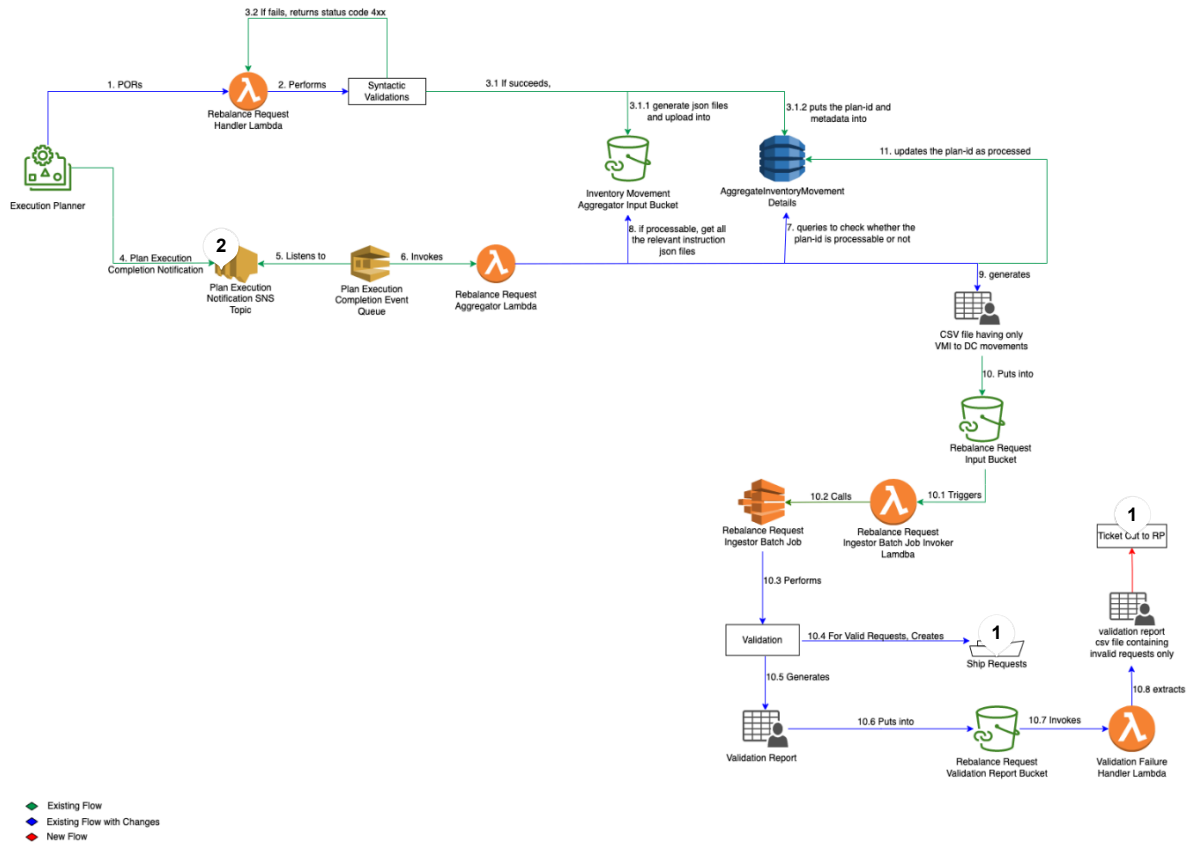 3.2 If fails, returns status code 4xx
1. PORs
2. Performs
Syntactic
Validations
3.1 If succeeds,
Rebalance Request
Handler Lambda
3.1.1 generate json files
and upload into
3.1.2 puts the plan-id and
metadata into
11. updates the plan-id as processed
Execution Planner
Inventory Movement
Aggregator Input Bucket
AggregateInventoryMovement
Details
8. if processable, get all
the relevant instruction
json files
7. queries to check whether the
plan-id is processable or not
2
4. Plan Execution
Completion Notification
5. Listens to
6. Invokes
9. generates
Plan Execution
Notification SNS
Topic
Plan Execution
Completion Event
Queue
Rebalance Request
Aggregator Lambda
CSV file having only
VMI to DC movements
10. Puts into
Rebalance Request
Input Bucket
10.2 Calls
10.1 Triggers
Rebalance Request
Ingestor Batch Job
Rebalance Request
Ingestor Batch Job Invoker
Lamdba
1
Ticket Cut to RP
10.3 Performs
validation report
csv file containing
invalid requests only
Validation
10.4 For Valid Requests, Creates
1
Ship Requests
10.5 Generates
10.8 extracts
10.6 Puts into
10.7 Invokes
Validation Report
Rebalance Request
Validation Report Bucket
Validation Failure
Handler Lambda
Existing Flow
Existing Flow with Changes
New Flow